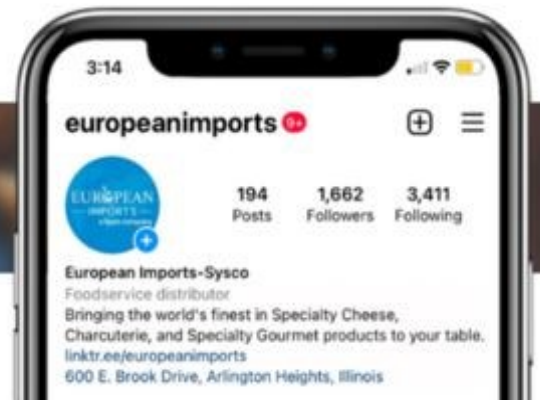 3:14
europeanimports 9+
EUROPEAN
IMPORTS
194 1,662 3,411
Posts Followers Following
European Imports-Sysco
Foodservice distributor
Bringing the world's finest in Specialty Cheese,
Charcuterie, and Specialty Gourmet products to your table.
linktr.ee/europeanimports
600 E. Brook Drive, Arlington Heights, Illinois